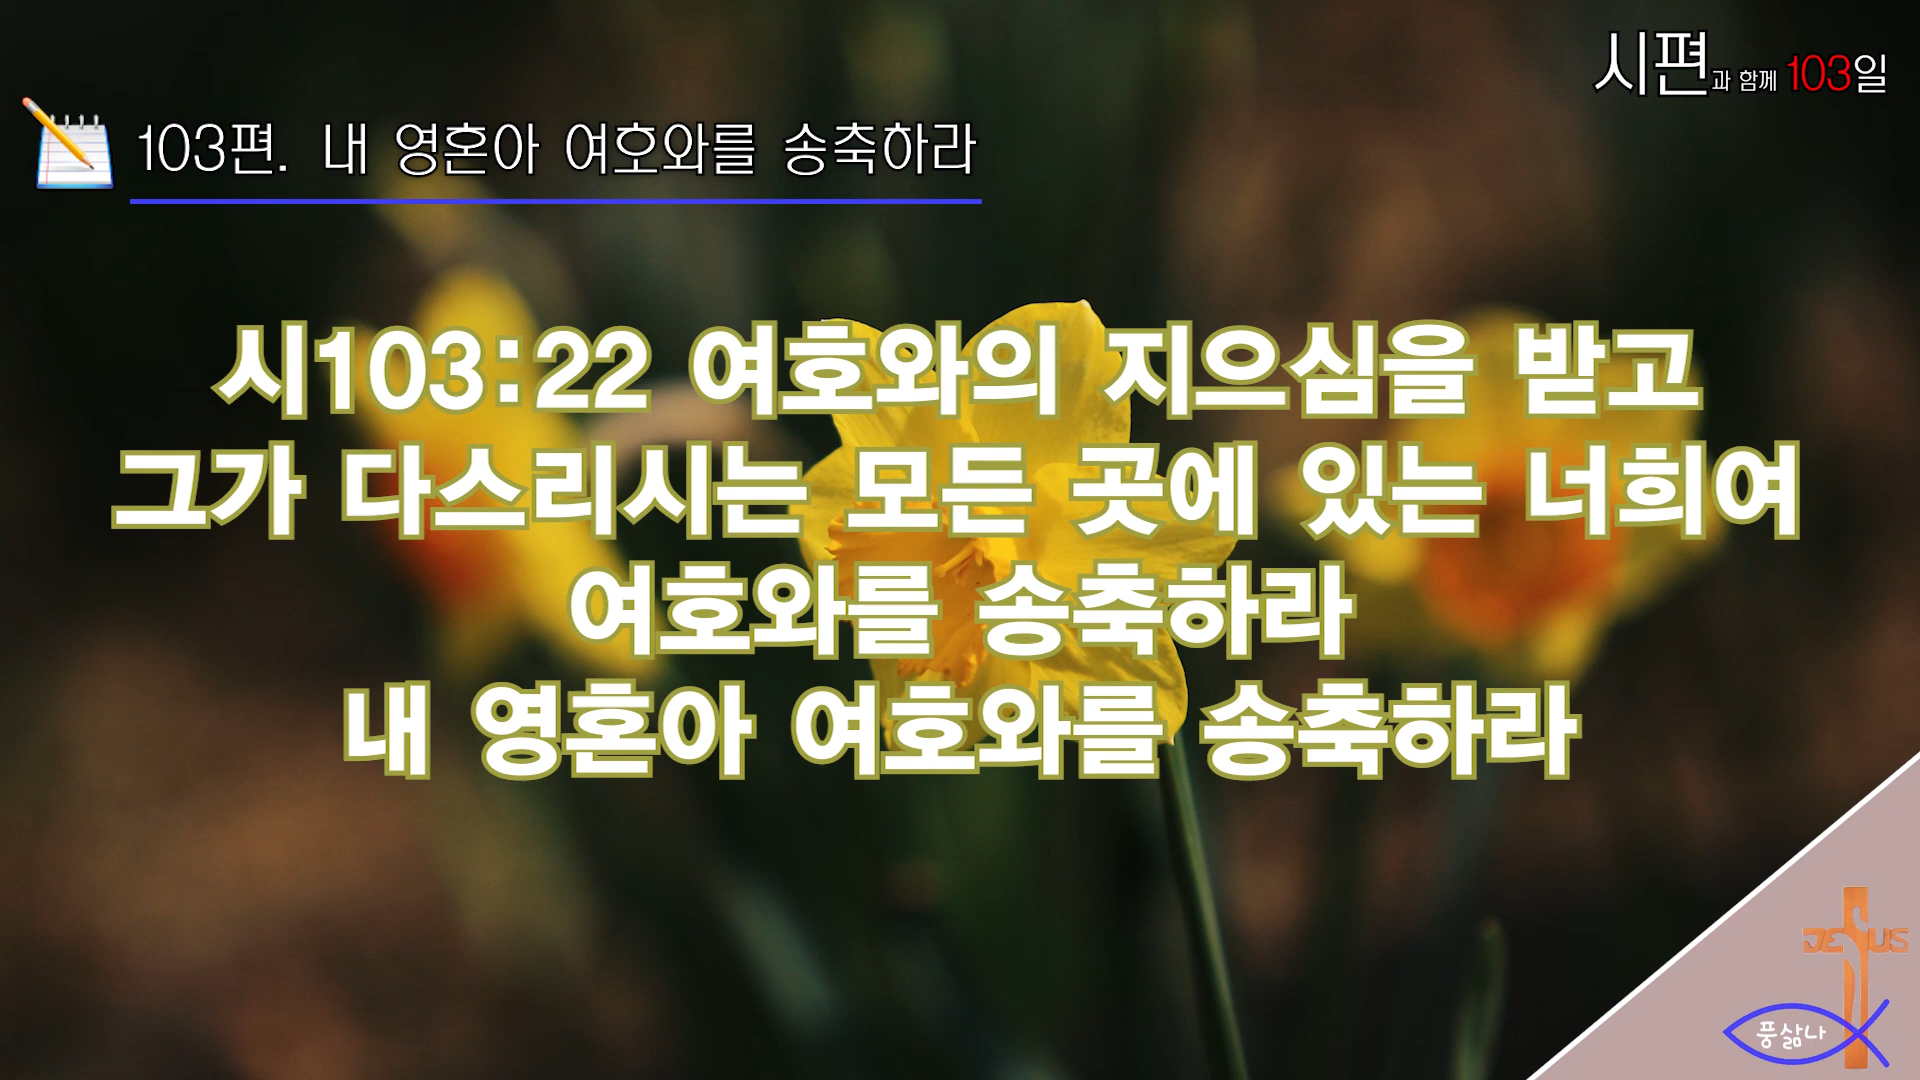 시편과 함께 103일
103편. 내 영혼아 여호와를 송축하라
시103:22 여호와의 지으심을 받고
그가 다스리시는 모든 곳에 있는 너희여
여호와를 송축하라
내 영혼아 여호와를 송축하라
JESUS
풍삶나